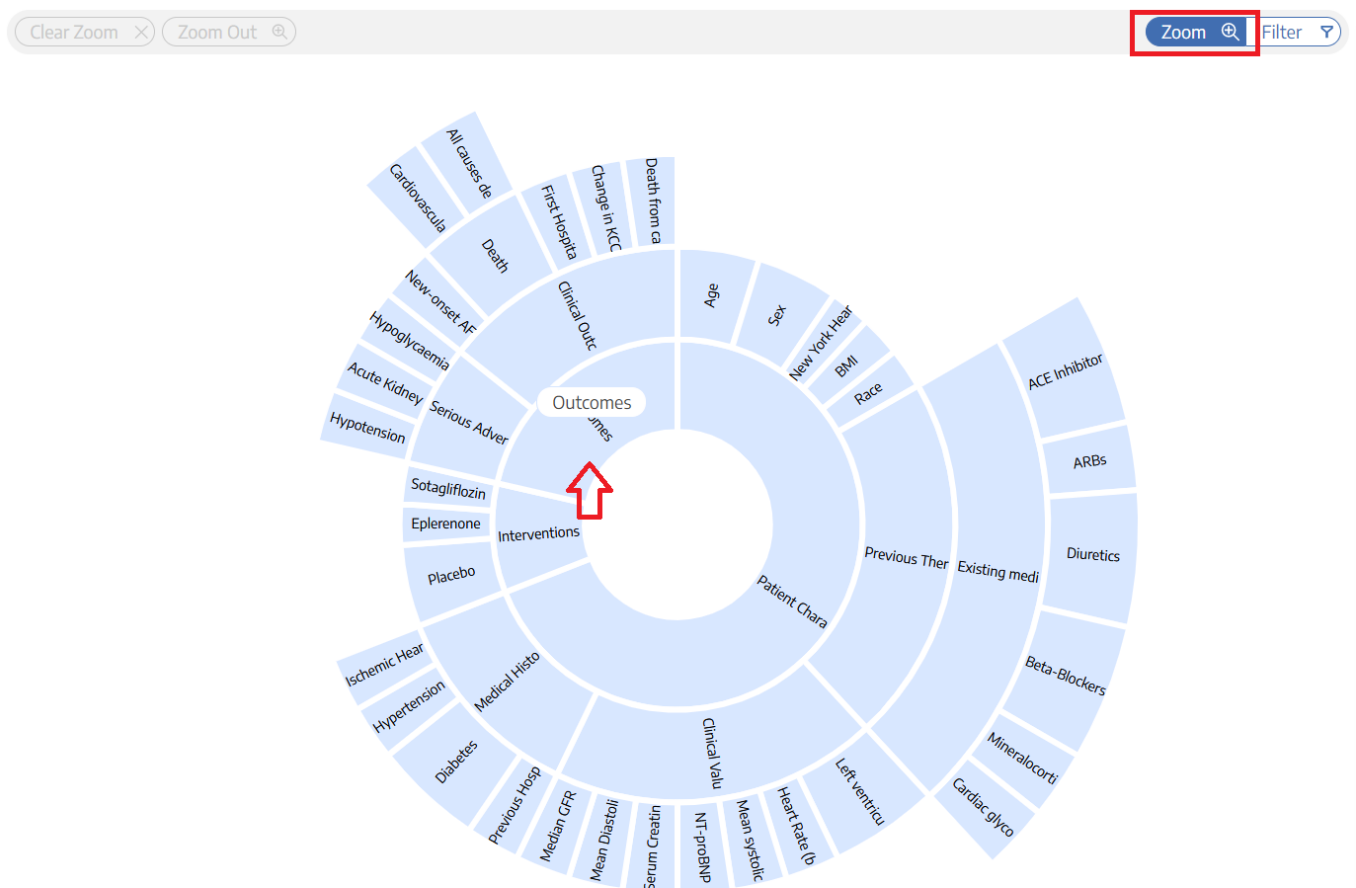 Clear Zoom
Zoom Out
Zoom
Filter
All causes de
Cardiovascula
Death from ca
Change in KCC
First Hospita
Death
New-onset AF
Hypoglycaemia
Acute Kidney
Hypotension
Clinical Outc
Serious Adver
Outcomes
omes
Age
Sex
New York Hear
BMI
Race
ACE Inhibitor
ARBs
Diuretics
Beta-Blockers
Mineralocorti
Cardiac glyco
Existing medi
Previous Ther
Patient Chara
Sotagliflozin
Eplerenone
Placebo
Interventions
Medical Histo
Ischemic Hear
Hypertension
Diabetes
Previous Hosp
Clinical Valu
Median GFR
Mean Diastoli
Serum Creatin
NT-proBNP
Mean systolic
Heart Rate (b
Left ventricu